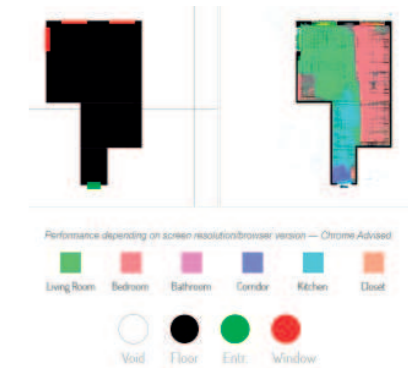 Performance depending on screen resolution/browser version — Chrome Advised
Living Room Bedroom Bathroom Corridor Kitchen Closet
Void Floor Entr. Window